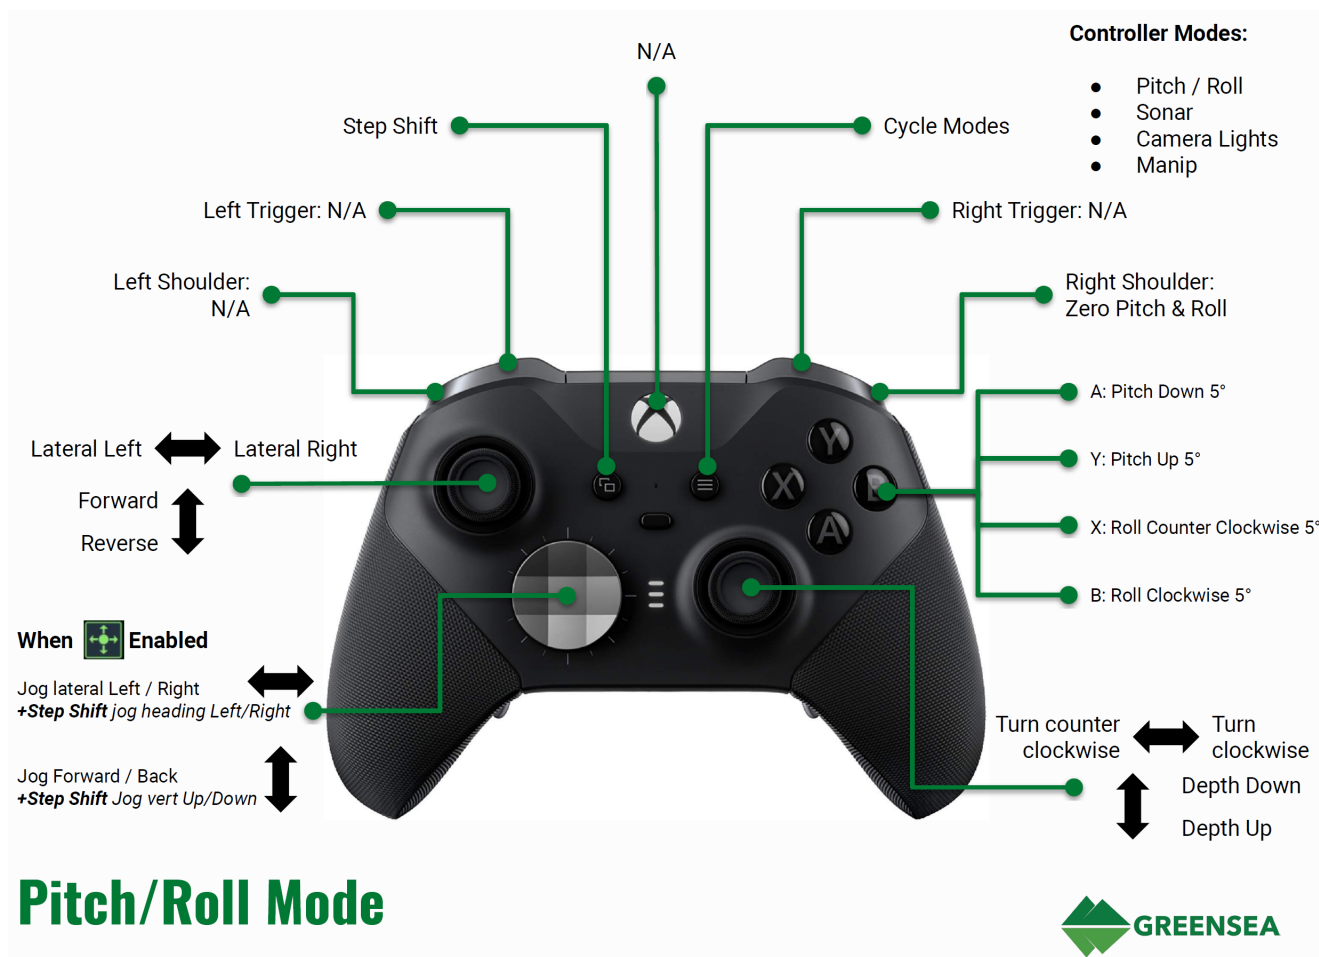 Controller Modes:
● Pitch / Roll
● Sonar
● Camera Lights
● Manip
N/A
Step Shift
Cycle Modes
Left Trigger: N/A
Right Trigger: N/A
Left Shoulder:
N/A
Right Shoulder:
Zero Pitch & Roll
A: Pitch Down 5°
Y: Pitch Up 5°
X: Roll Counter Clockwise 5°
B: Roll Clockwise 5°
Lateral Left
Lateral Right
Forward
Reverse
Y
X
B
A
When Enabled
Jog lateral Left / Right
+Step Shift jog heading Left/Right
Jog Forward / Back
+Step Shift Jog vert Up/Down
Turn counter
clockwise
Turn
clockwise
Depth Down
Depth Up
Pitch/Roll Mode
GREENSEA